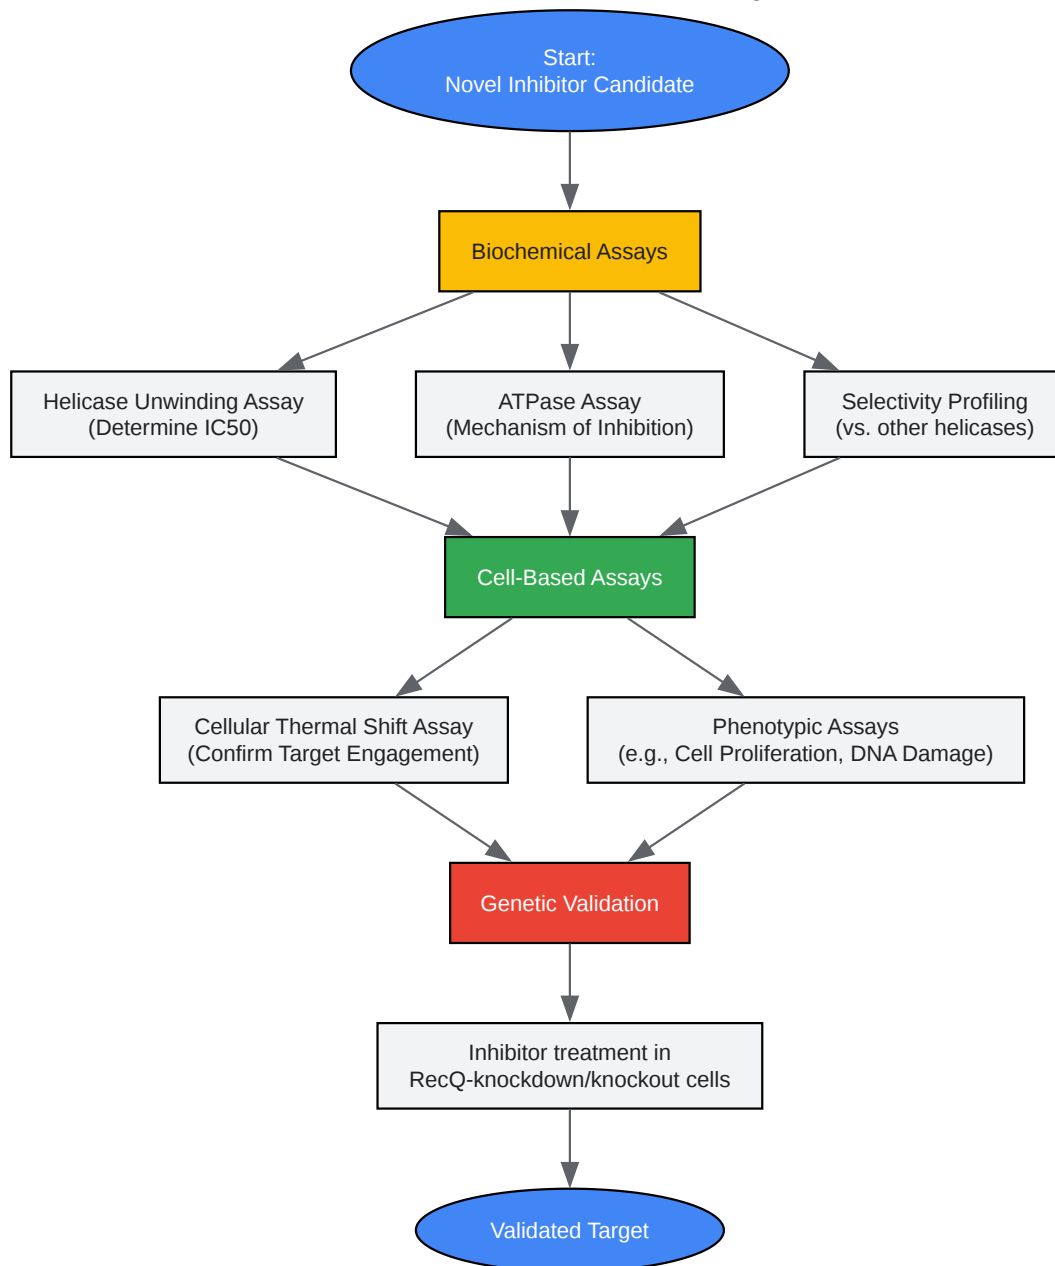 Start:
Novel Inhibitor Candidate
Biochemical Assays
Helicase Unwinding Assay
(Determine IC50)
ATPase Assay
(Mechanism of Inhibition)
Selectivity Profiling
(vs. other helicases)
Cell-Based Assays
Cellular Thermal Shift Assay
(Confirm Target Engagement)
Phenotypic Assays
(e.g., Cell Proliferation, DNA Damage)
Genetic Validation
Inhibitor treatment in
RecQ-knockdown/knockout cells
Validated Target